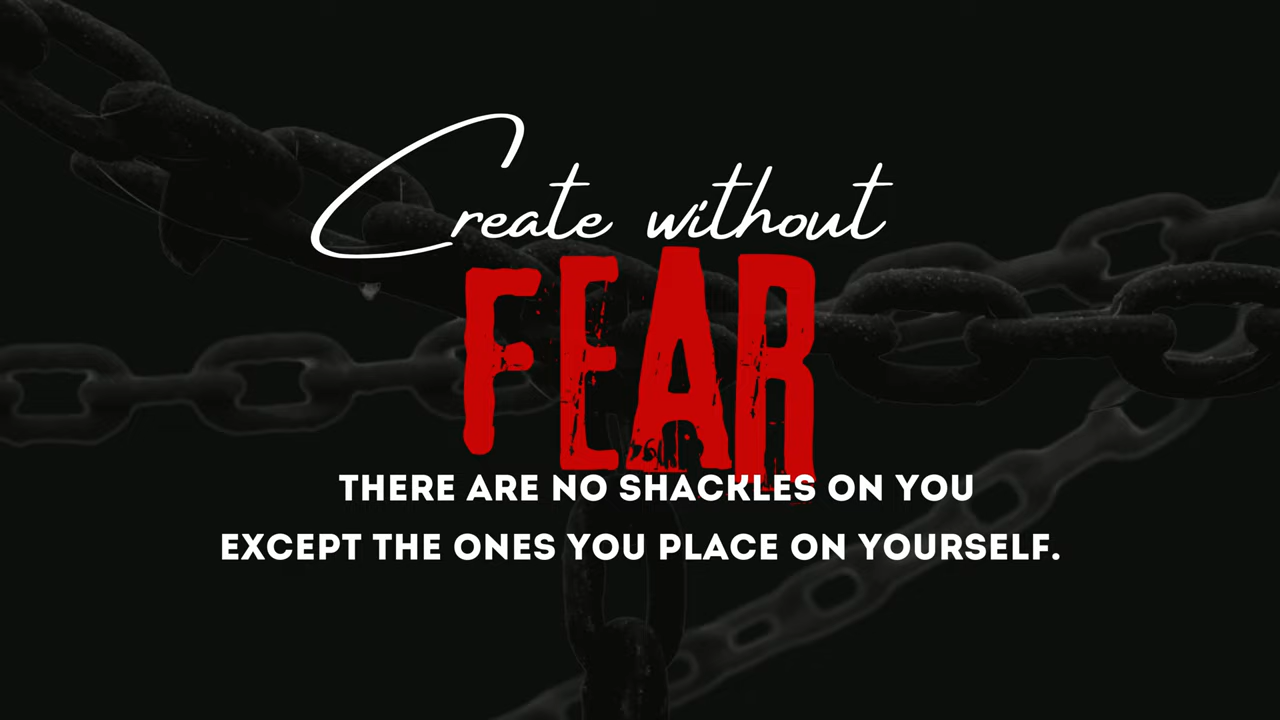 Create without
FEAR
THERE ARE NO SHACKLES ON YOU
EXCEPT THE ONES YOU PLACE ON YOURSELF.